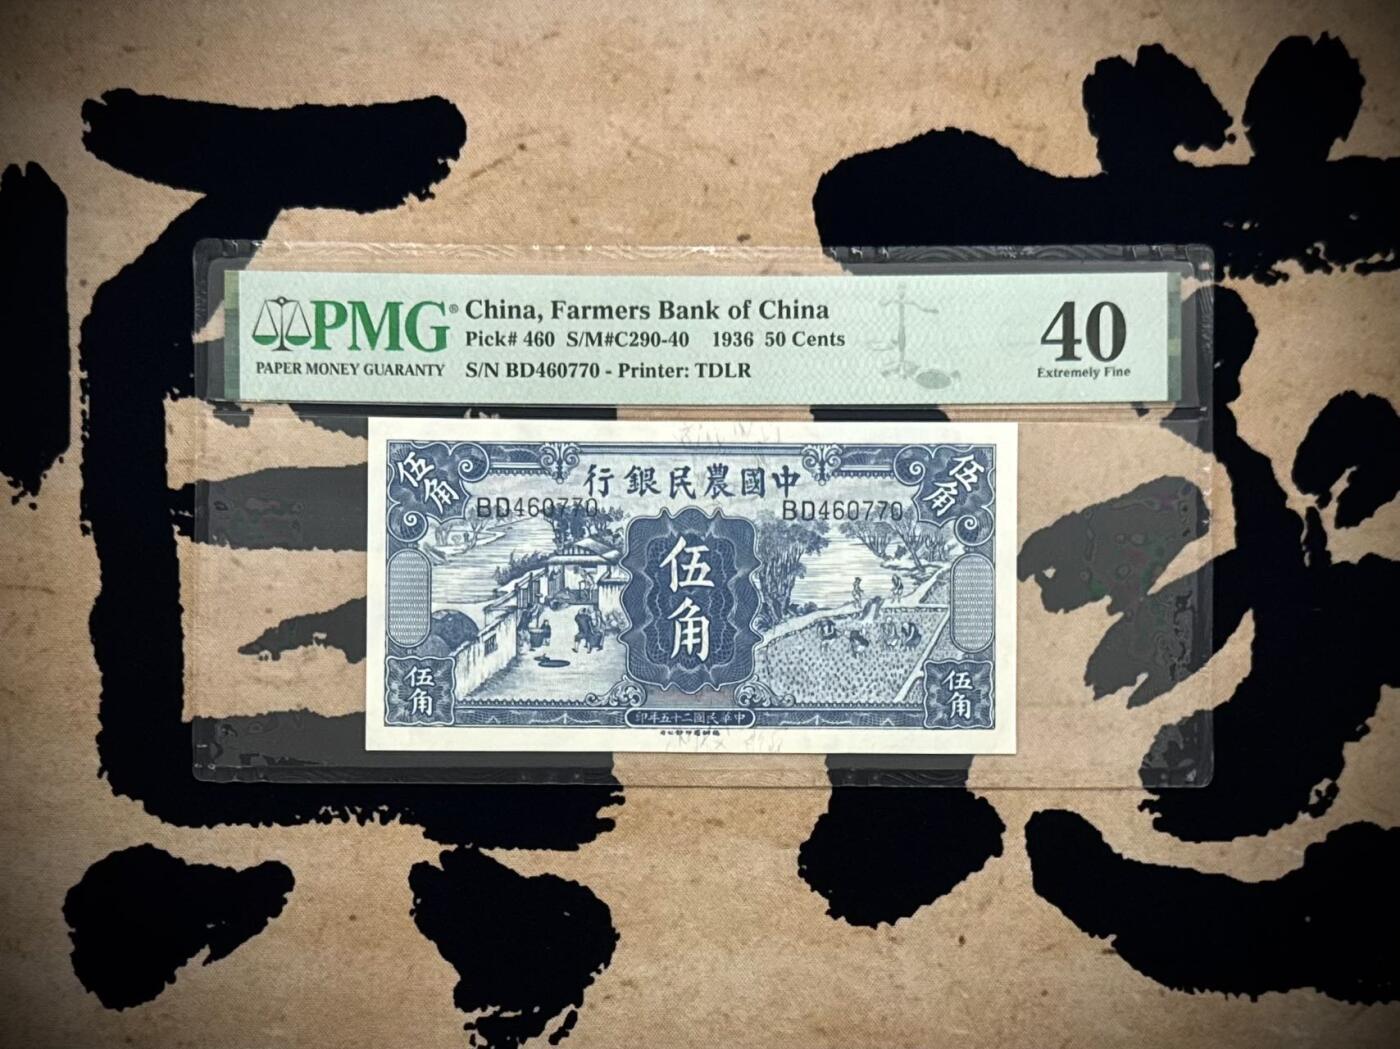 PMG® China, Farmers Bank of China
Pick# 460 S/M#C290-40 1936 50 Cents
PAPER MONEY GUARANTY S/N BD460770 - Printer: TDLR
40
Extremely Fine
伍角 行銀民農國中 伍角
BD460770 BD460770
伍角
伍角 伍角
印年五十二國民華中